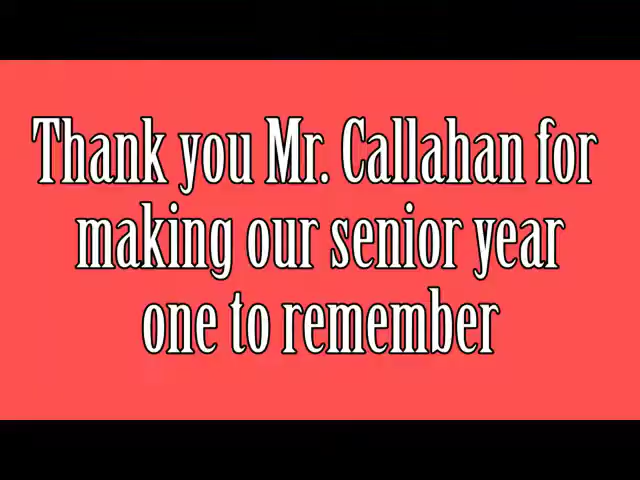 Thank you Mr. Callahan for
making our senior year
one to remember